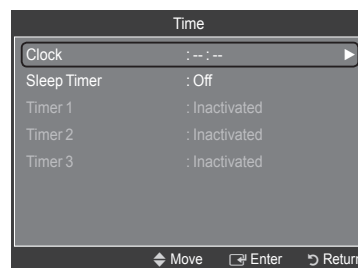 Time
Clock : -- : -- ►
Sleep Timer : Off
Timer 1 : Inactivated
Timer 2 : Inactivated
Timer 3 : Inactivated
Move Enter Return